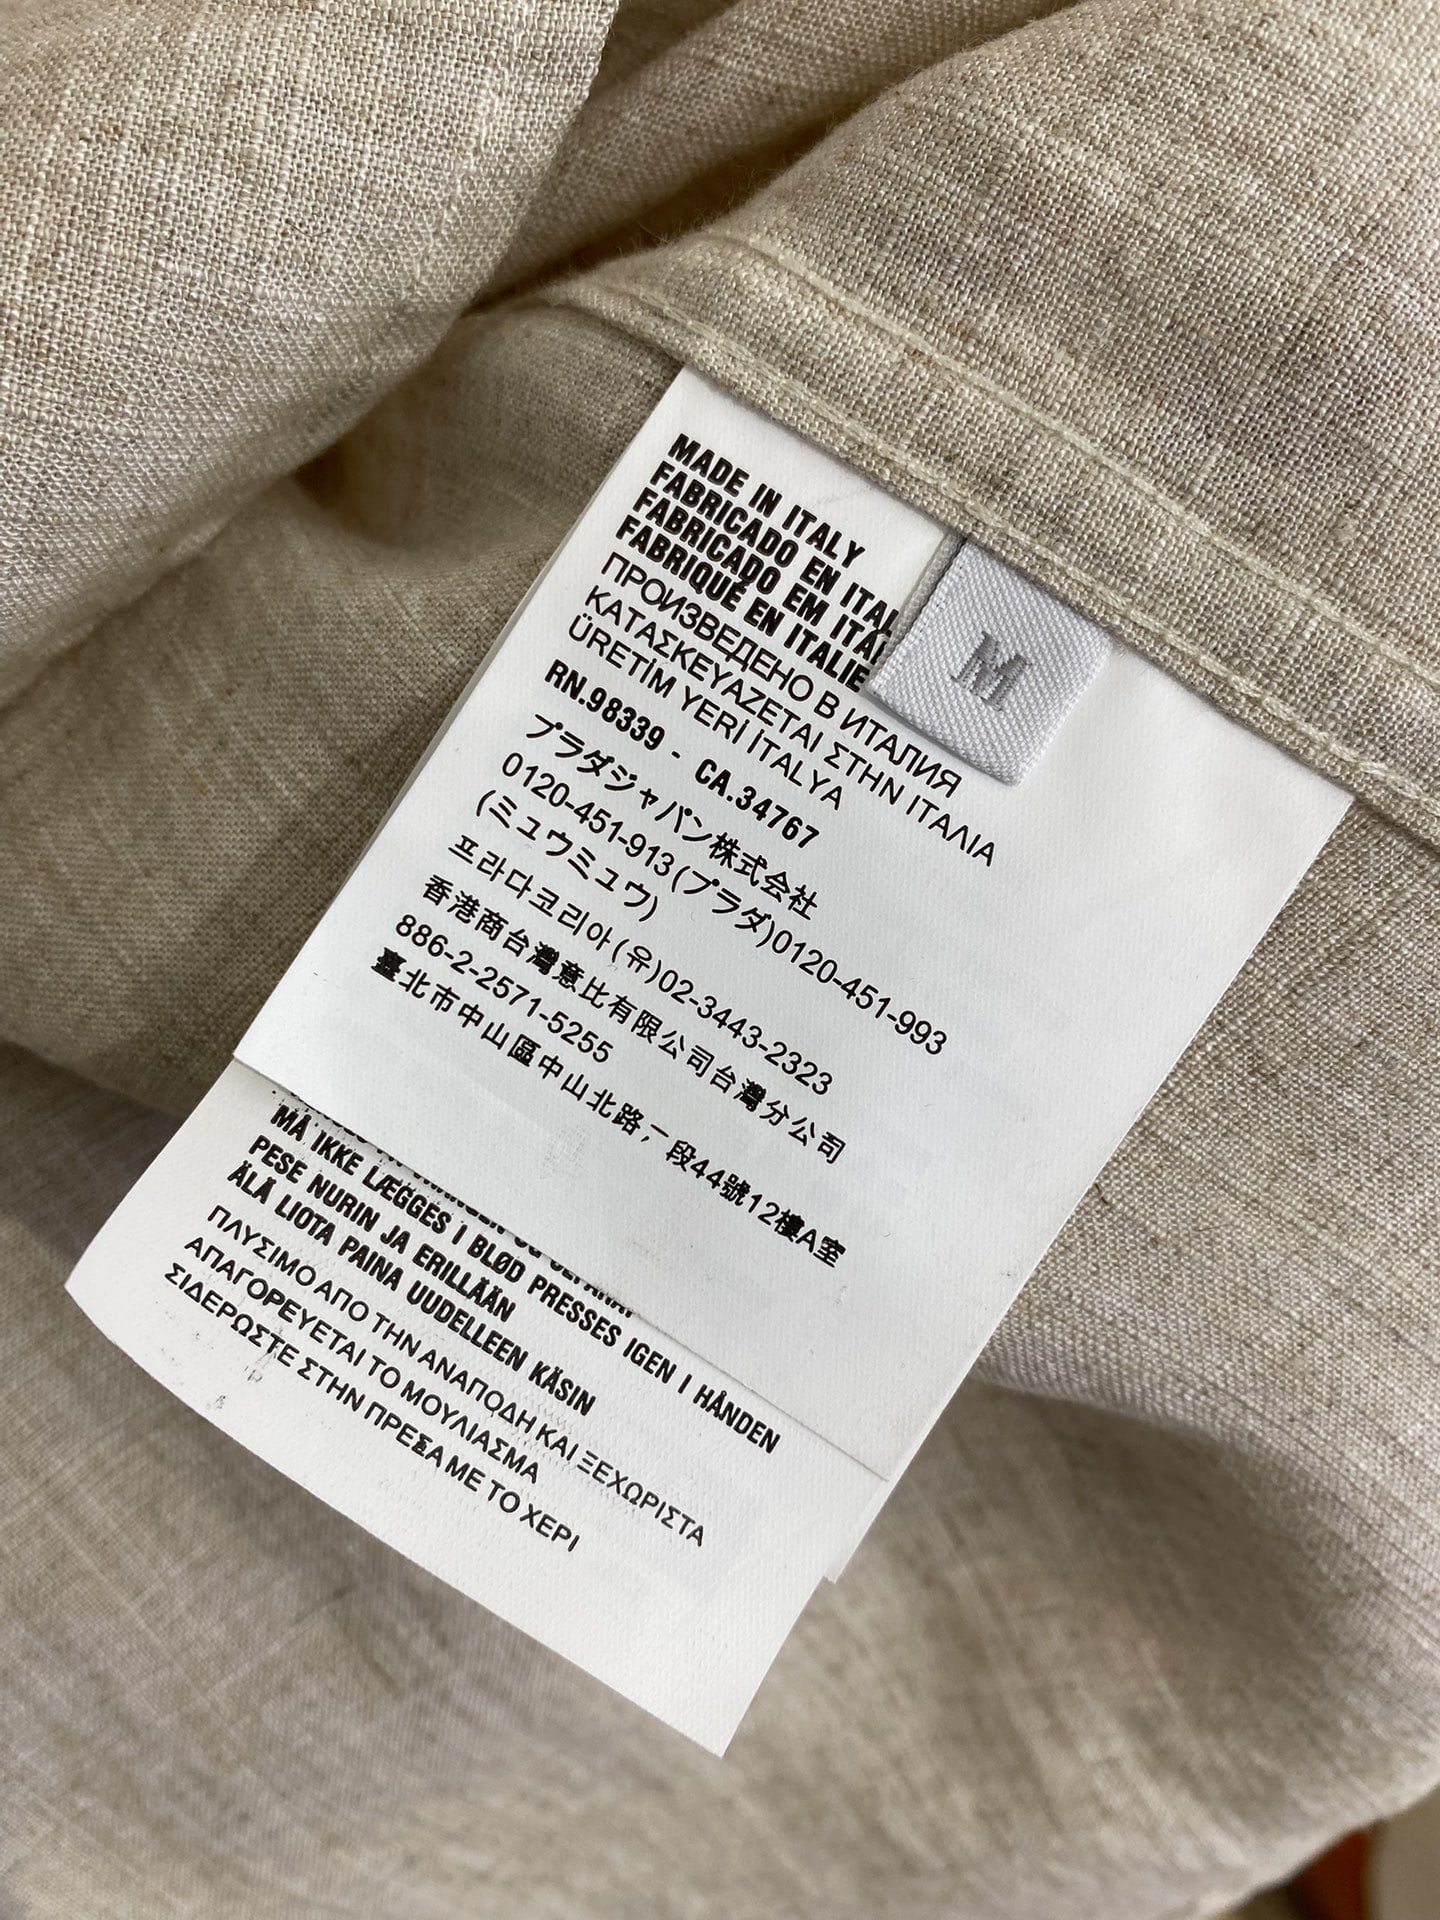 MADE IN ITALY
FABRICADO EN ITAL
FABRICADO EM ITÁ
FABRIQUÉ EN ITALIE
ПРОИЗВЕДЕНО В ИТАЛИЯ
ΚΑΤΑΣΚΕΥΑΖΕΤΑΙ ΣΤΗΝ ΙΤΑΛΙΑ
ÜRETİM YERİ İTALYA
M
RN.98339 - CA.34767
プラダジャパン株式会社
0120-451-913(プラダ)0120-451-993
(ミュウミュウ)
프라다코리아(유)02-3443-2323
香港商台灣意比有限公司台灣分公司
886-2-2571-5255
臺北市中山區中山北路,一段44號12樓A室
MÅ IKKE LÆGGES I BLØD PRESSES IGEN I HÅNDEN
PESE NURIN JA ERILLÄÄN
ÄLÄ LIOTA PAINA UUDELLEEN KÄSIN
ΠΛΥΣΙΜΟ ΑΠΟ ΤΗΝ ΑΝΑΠΟΔΗ ΚΑΙ ΞΕΧΩΡΙΣΤΑ
ΑΠΑΓΟΡΕΥΕΤΑΙ ΤΟ ΜΟΥΛΙΑΣΜΑ
ΣΙΔΕΡΩΣΤΕ ΣΤΗΝ ΠΡΕΣΑ ΜΕ ΤΟ ΧΕΡΙ